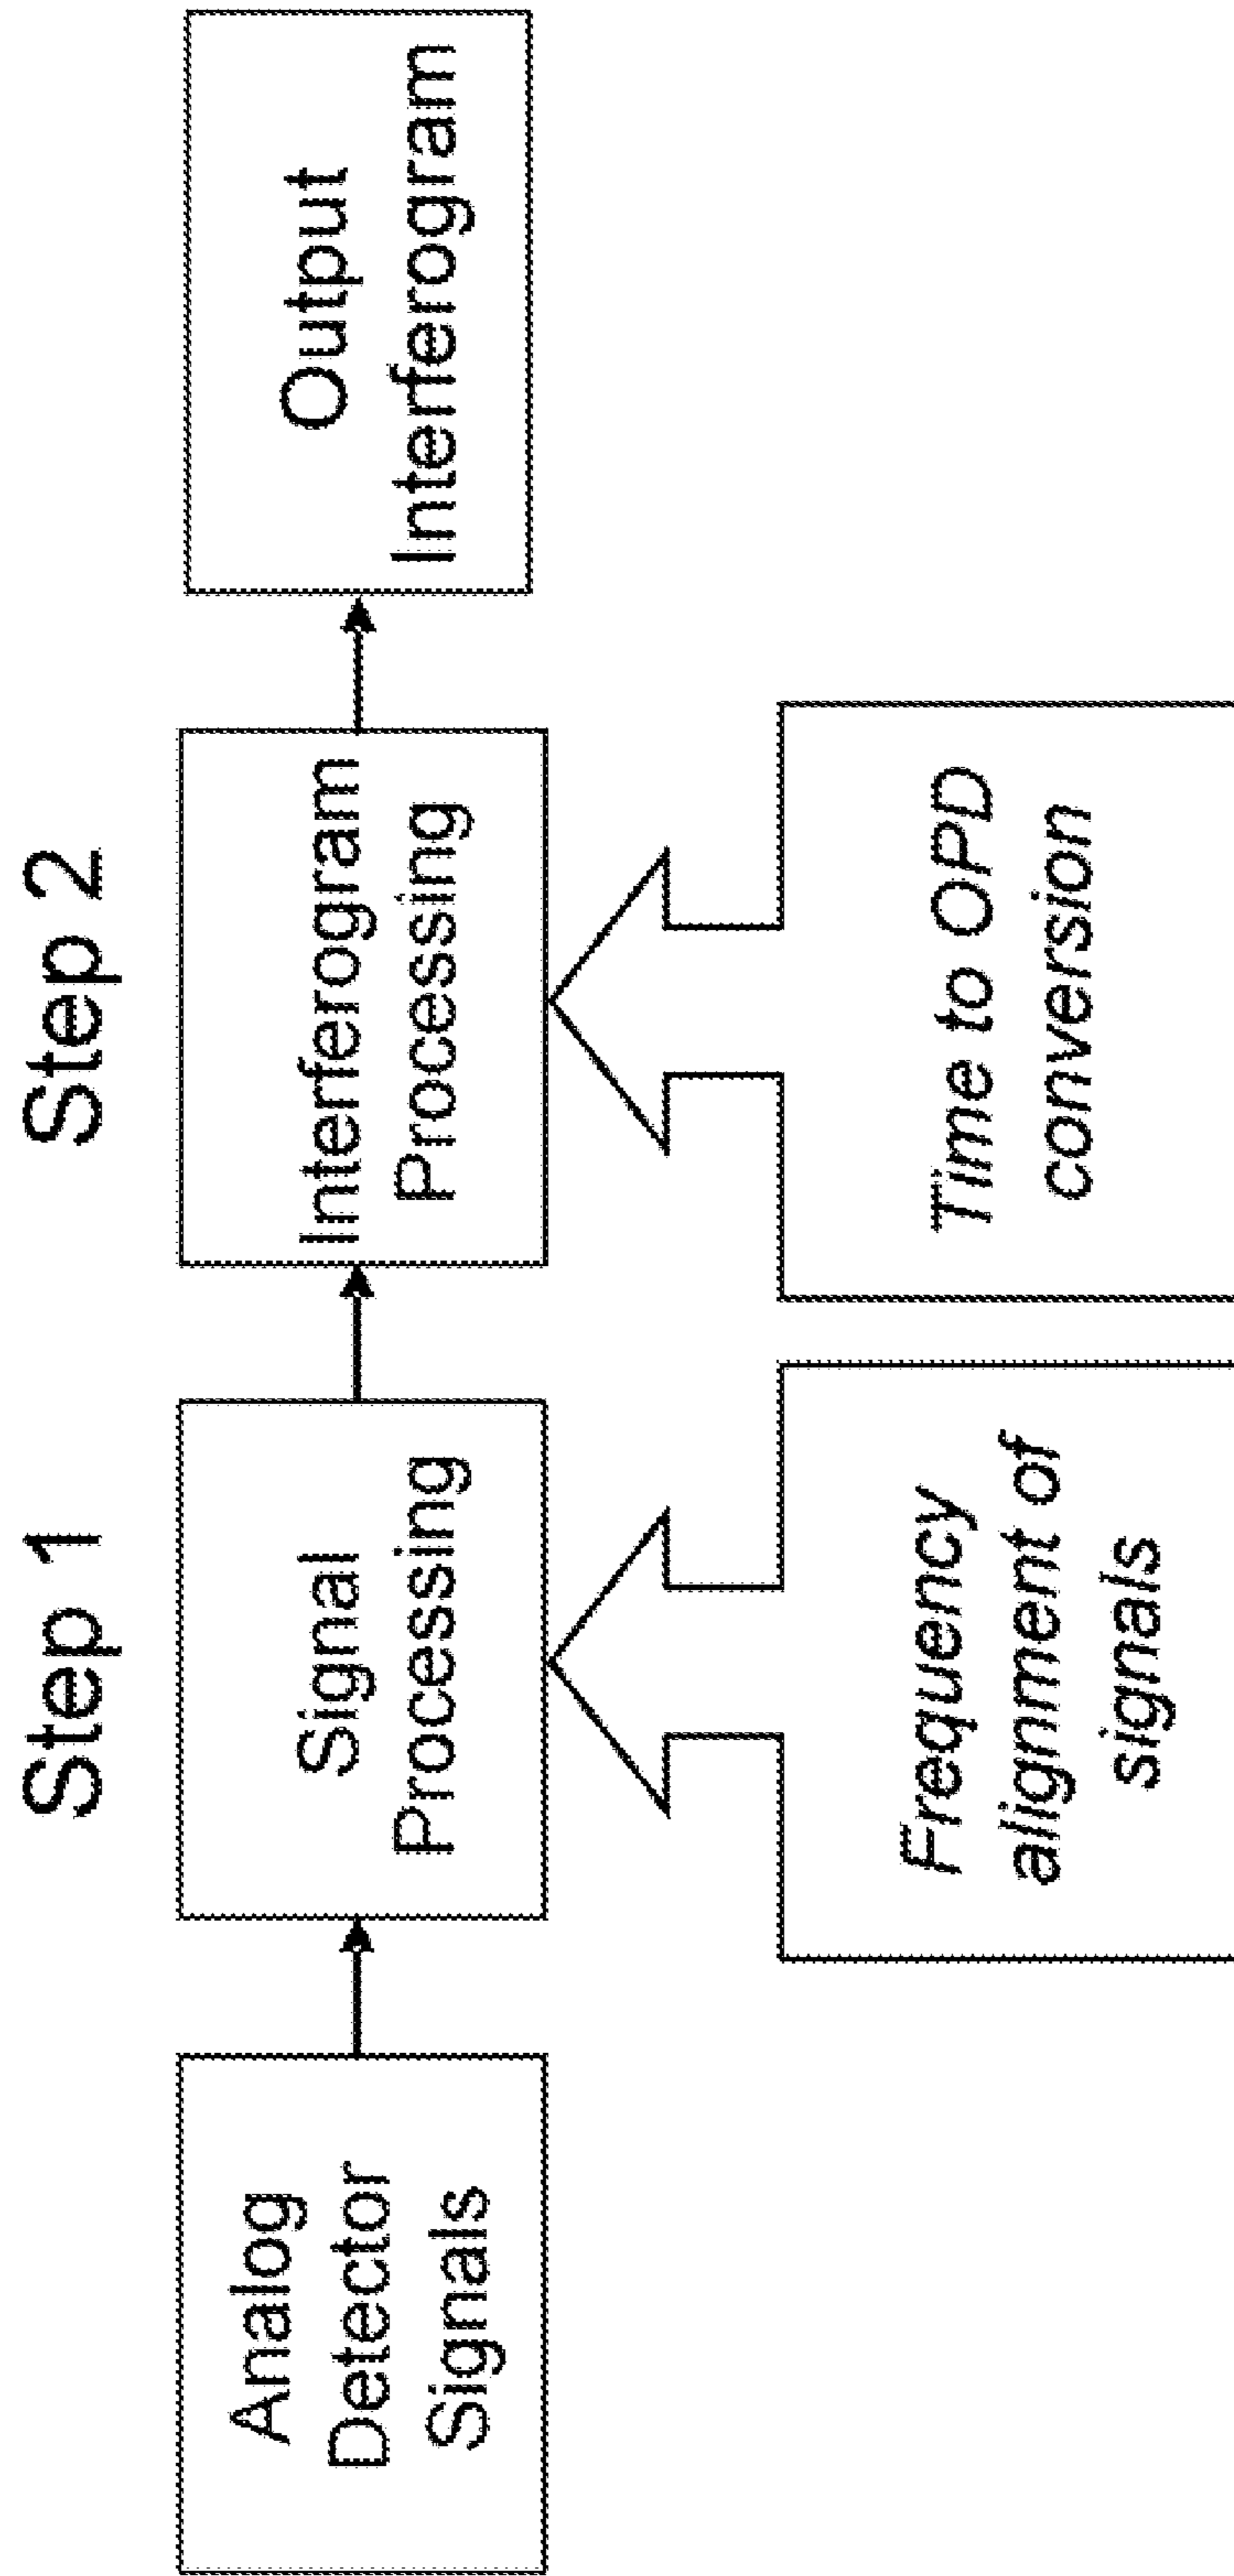 Step 1
Step 2
Analog
Detector
Signals
Signal
Processing
Interferogram
Processing
Output
Interferogram
Frequency
alignment of
signals
Time to OPD
conversion